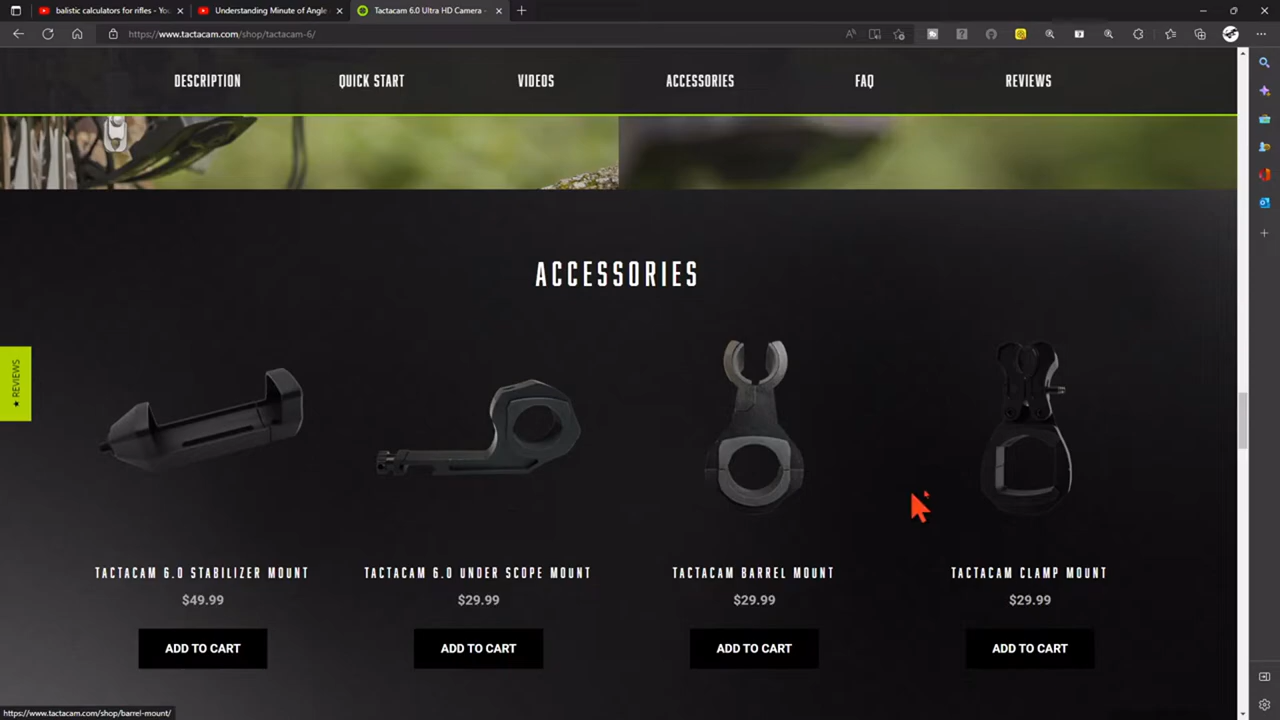 balistic calculators for rifles - Yo
Understanding Minute of Angle
Tactacam 6.0 Ultra HD Camera -
https://www.tactacam.com/shop/tactacam-6/
DESCRIPTION
QUICK START
VIDEOS
ACCESSORIES
FAQ
REVIEWS
ACCESSORIES
★ REVIEWS
TACTACAM 6.0 STABILIZER MOUNT
TACTACAM 6.0 UNDER SCOPE MOUNT
TACTACAM BARREL MOUNT
TACTACAM CLAMP MOUNT
$49.99
$29.99
$29.99
$29.99
ADD TO CART
ADD TO CART
ADD TO CART
ADD TO CART
https://www.tactacam.com/shop/barrel-mount/